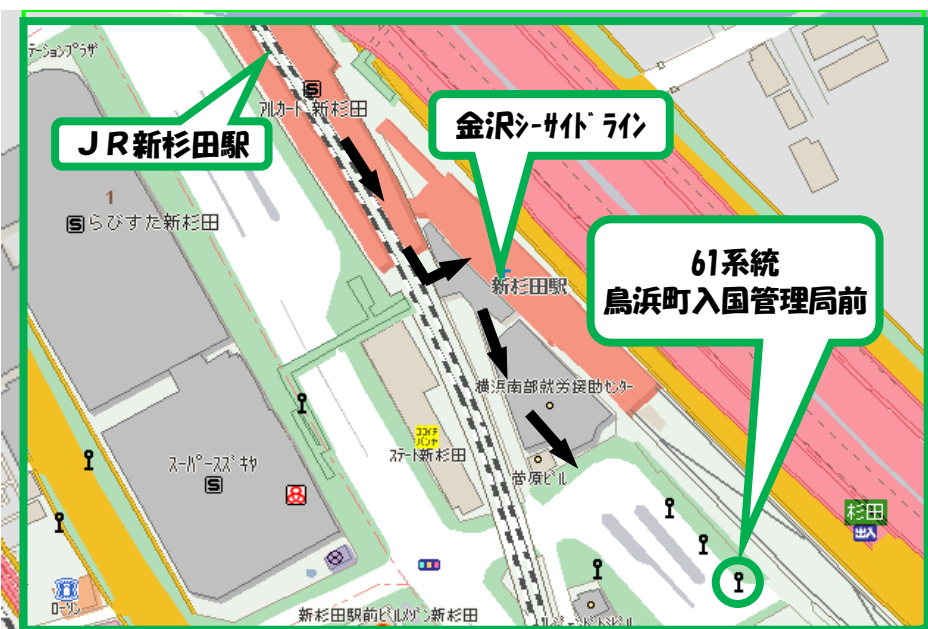 テーションプラザ
アルカード新杉田
JR新杉田駅
金沢シーサイドライン
1
S らびすた新杉田
61系統
鳥浜町入国管理局前
新杉田駅
横浜南部就労援助センター
ココイチ
バンヤ
ステート新杉田
スーパースズキヤ
S
菅原ビル
杉田
出入
ローソン
新杉田駅前ビルメゾン新杉田